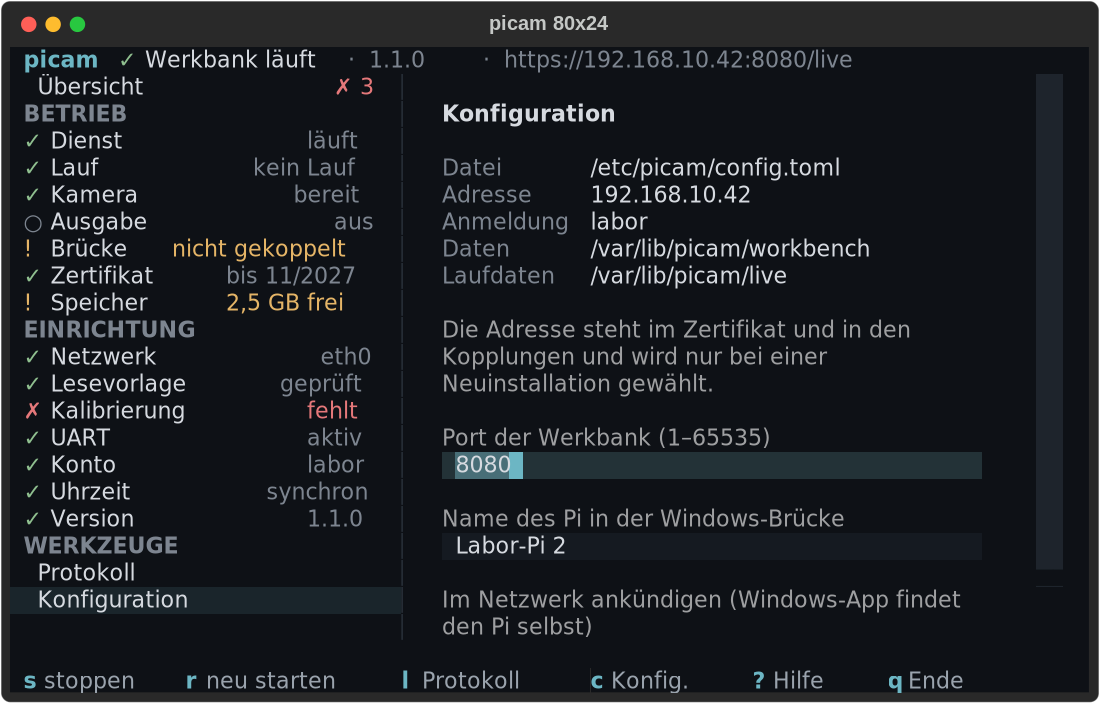 picam 80x24
picam ✓ Werkbank läuft · 1.1.0 · https://192.168.10.42:8080/live
Übersicht ✗ 3
BETRIEB
✓ Dienst läuft
✓ Lauf kein Lauf
✓ Kamera bereit
○ Ausgabe aus
! Brücke nicht gekoppelt
✓ Zertifikat bis 11/2027
! Speicher 2,5 GB frei
EINRICHTUNG
✓ Netzwerk eth0
✓ Lesevorlage geprüft
✗ Kalibrierung fehlt
✓ UART aktiv
✓ Konto labor
✓ Uhrzeit synchron
✓ Version 1.1.0
WERKZEUGE
Protokoll
Konfiguration
Konfiguration
Datei /etc/picam/config.toml
Adresse 192.168.10.42
Anmeldung labor
Daten /var/lib/picam/workbench
Laufdaten /var/lib/picam/live
Die Adresse steht im Zertifikat und in den
Kopplungen und wird nur bei einer
Neuinstallation gewählt.
Port der Werkbank (1–65535)
8080
Name des Pi in der Windows-Brücke
Labor-Pi 2
Im Netzwerk ankündigen (Windows-App findet
den Pi selbst)
s stoppen r neu starten l Protokoll c Konfig. ? Hilfe q Ende